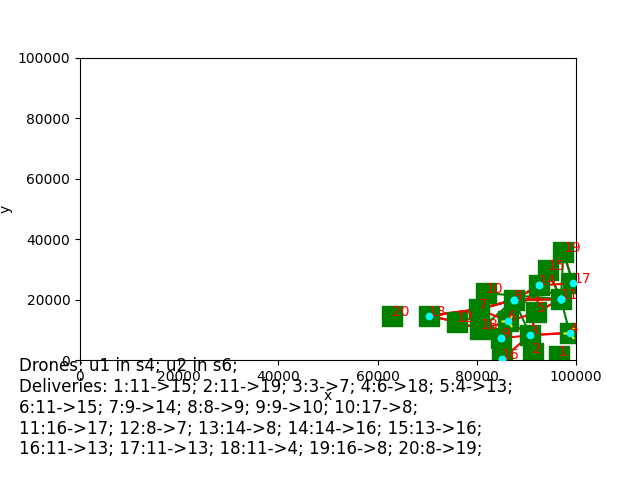 100000
80000
60000
40000
20000
0
y
0 20000 40000 60000 80000 100000
x
19
17
10
20
16
Drones: u1 in s4; u2 in s6;
Deliveries: 1:11->15; 2:11->19; 3:3->7; 4:6->18; 5:4->13;
6:11->15; 7:9->14; 8:8->9; 9:9->10; 10:17->8;
11:16->17; 12:8->7; 13:14->8; 14:14->16; 15:13->16;
16:11->13; 17:11->13; 18:11->4; 19:16->8; 20:8->19;